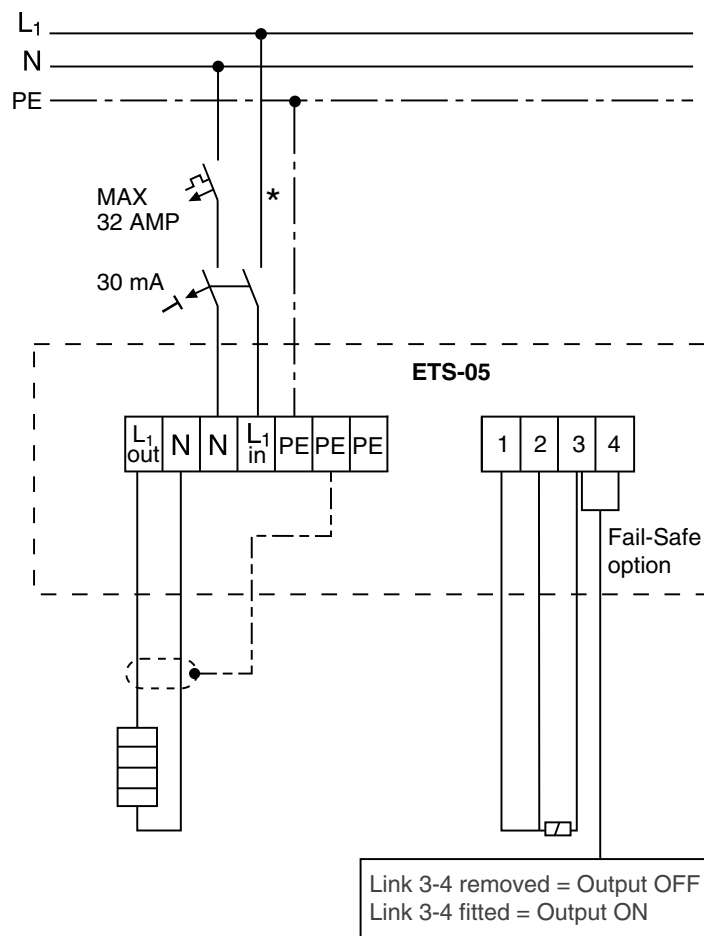 L1
N
PE
MAX
32 AMP
*
30 mA
ETS-05
L1 out N N L1 in PE PE PE
1 2 3 4
Fail-Safe
option
Link 3-4 removed = Output OFF
Link 3-4 fitted = Output ON